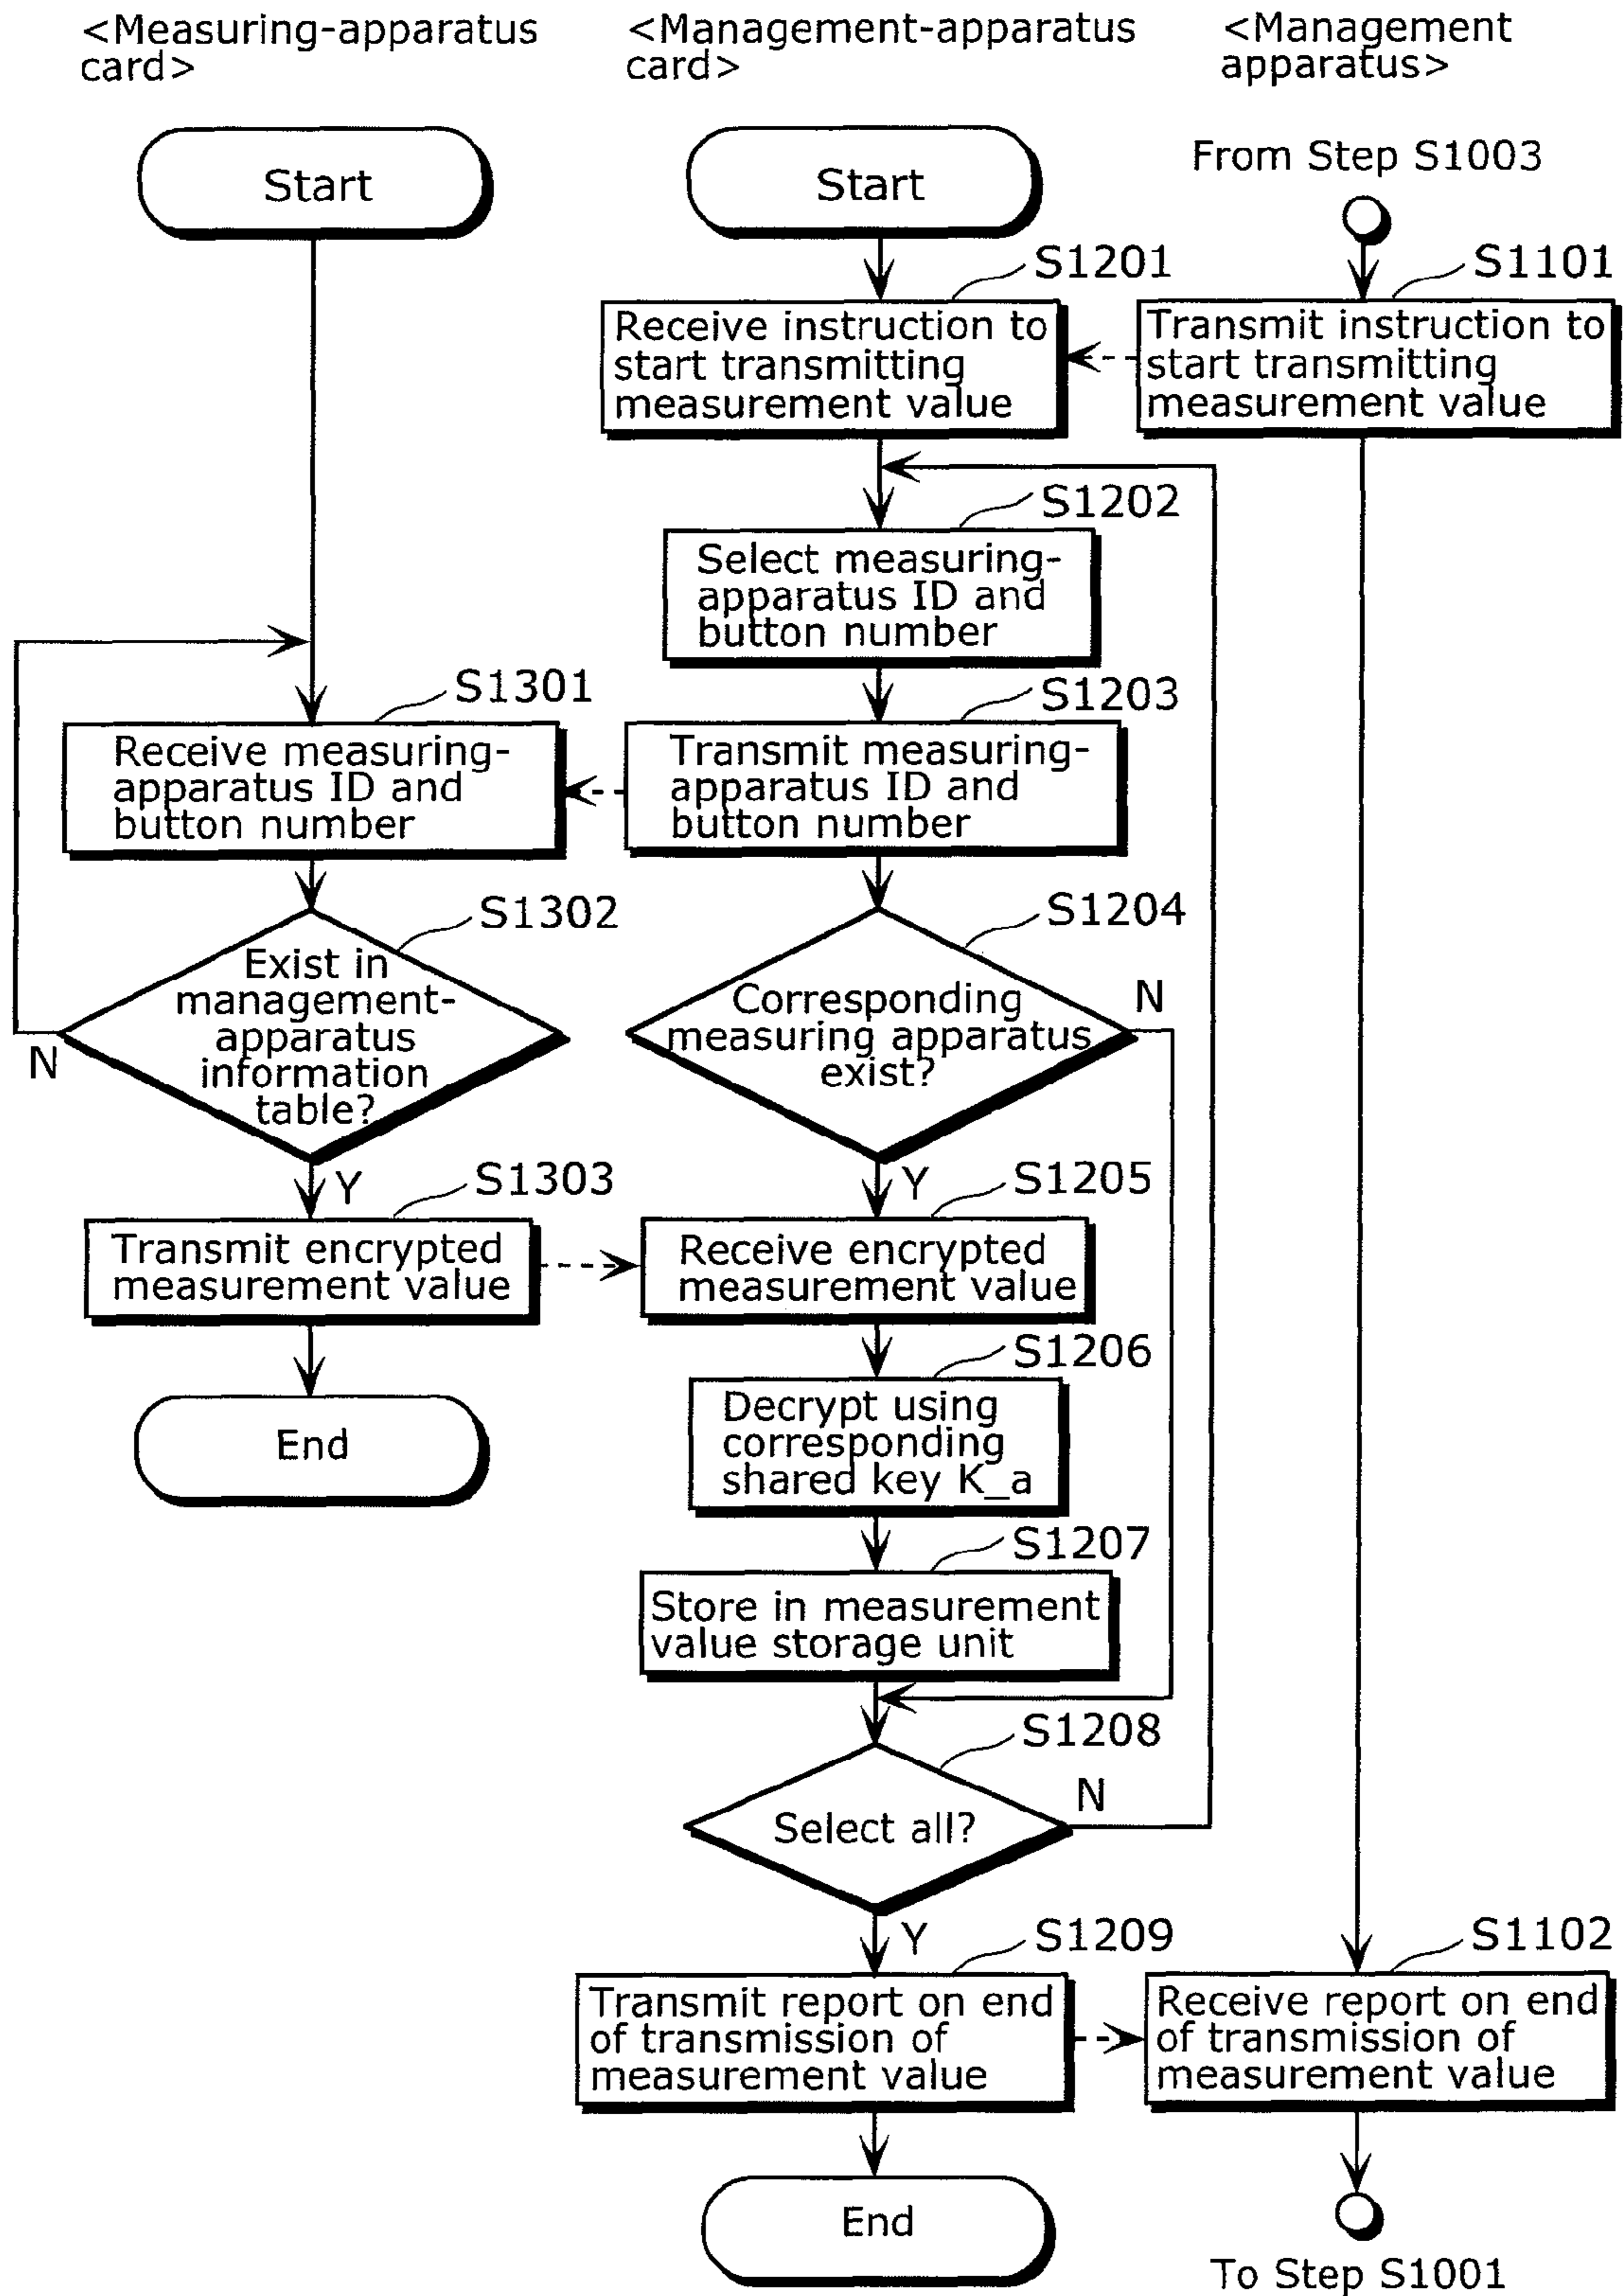 <Measuring-apparatus
card>
<Management-apparatus
card>
<Management
apparatus>
Start
Start
From Step S1003
S1201
S1101
Receive instruction to
start transmitting
measurement value
Transmit instruction to
start transmitting
measurement value
S1202
Select measuring-
apparatus ID and
button number
S1301
S1203
Receive measuring-
apparatus ID and
button number
Transmit measuring-
apparatus ID and
button number
S1302
S1204
Exist in
management-
apparatus
information
table?
N
Corresponding
measuring apparatus
exist?
N
Y
S1303
Y
S1205
Transmit encrypted
measurement value
Receive encrypted
measurement value
S1206
End
Decrypt using
corresponding
shared key K_a
S1207
Store in measurement
value storage unit
S1208
Select all?
N
Y
S1209
S1102
Transmit report on end
of transmission of
measurement value
Receive report on end
of transmission of
measurement value
End
To Step S1001